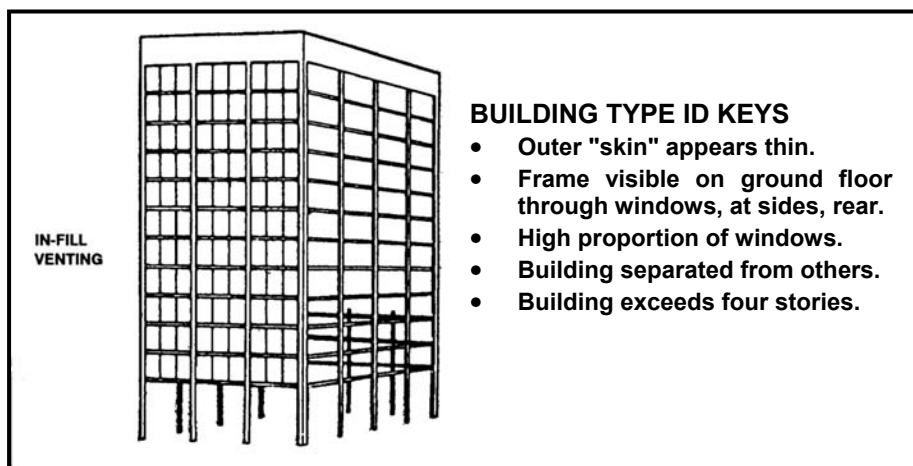 IN-FILL
VENTING
BUILDING TYPE ID KEYS
• Outer "skin" appears thin.
• Frame visible on ground floor
through windows, at sides, rear.
• High proportion of windows.
• Building separated from others.
• Building exceeds four stories.